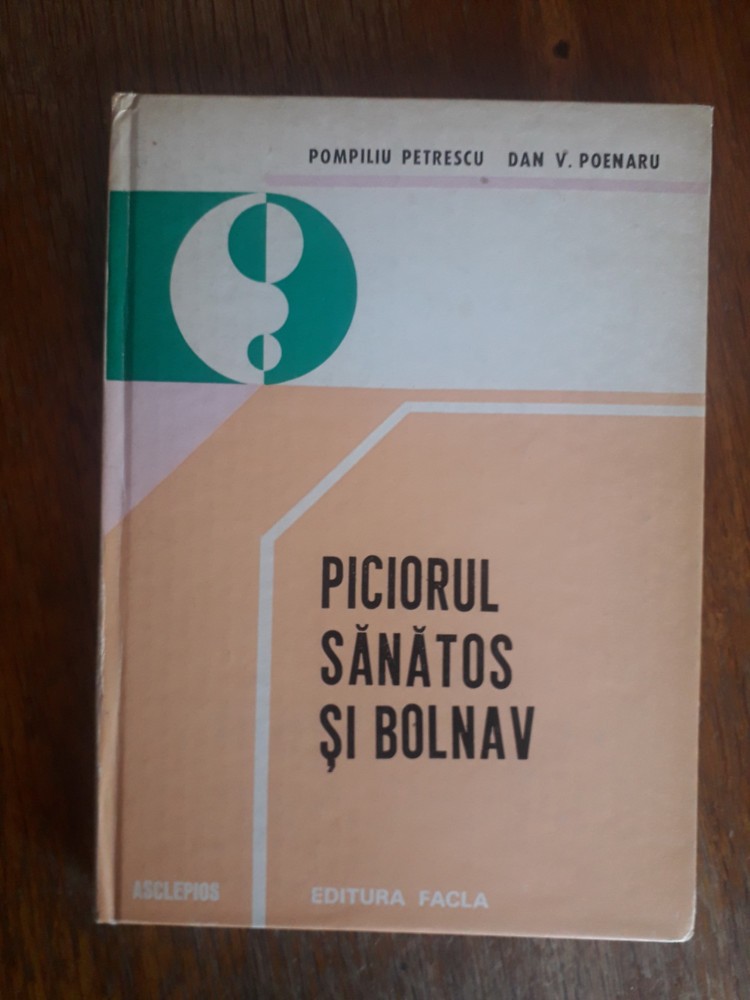 POMPILIU PETRESCU DAN V. POENARU
PICIORUL
SĂNĂTOS
ŞI BOLNAV
ASCLEPIOS
EDITURA FACLA